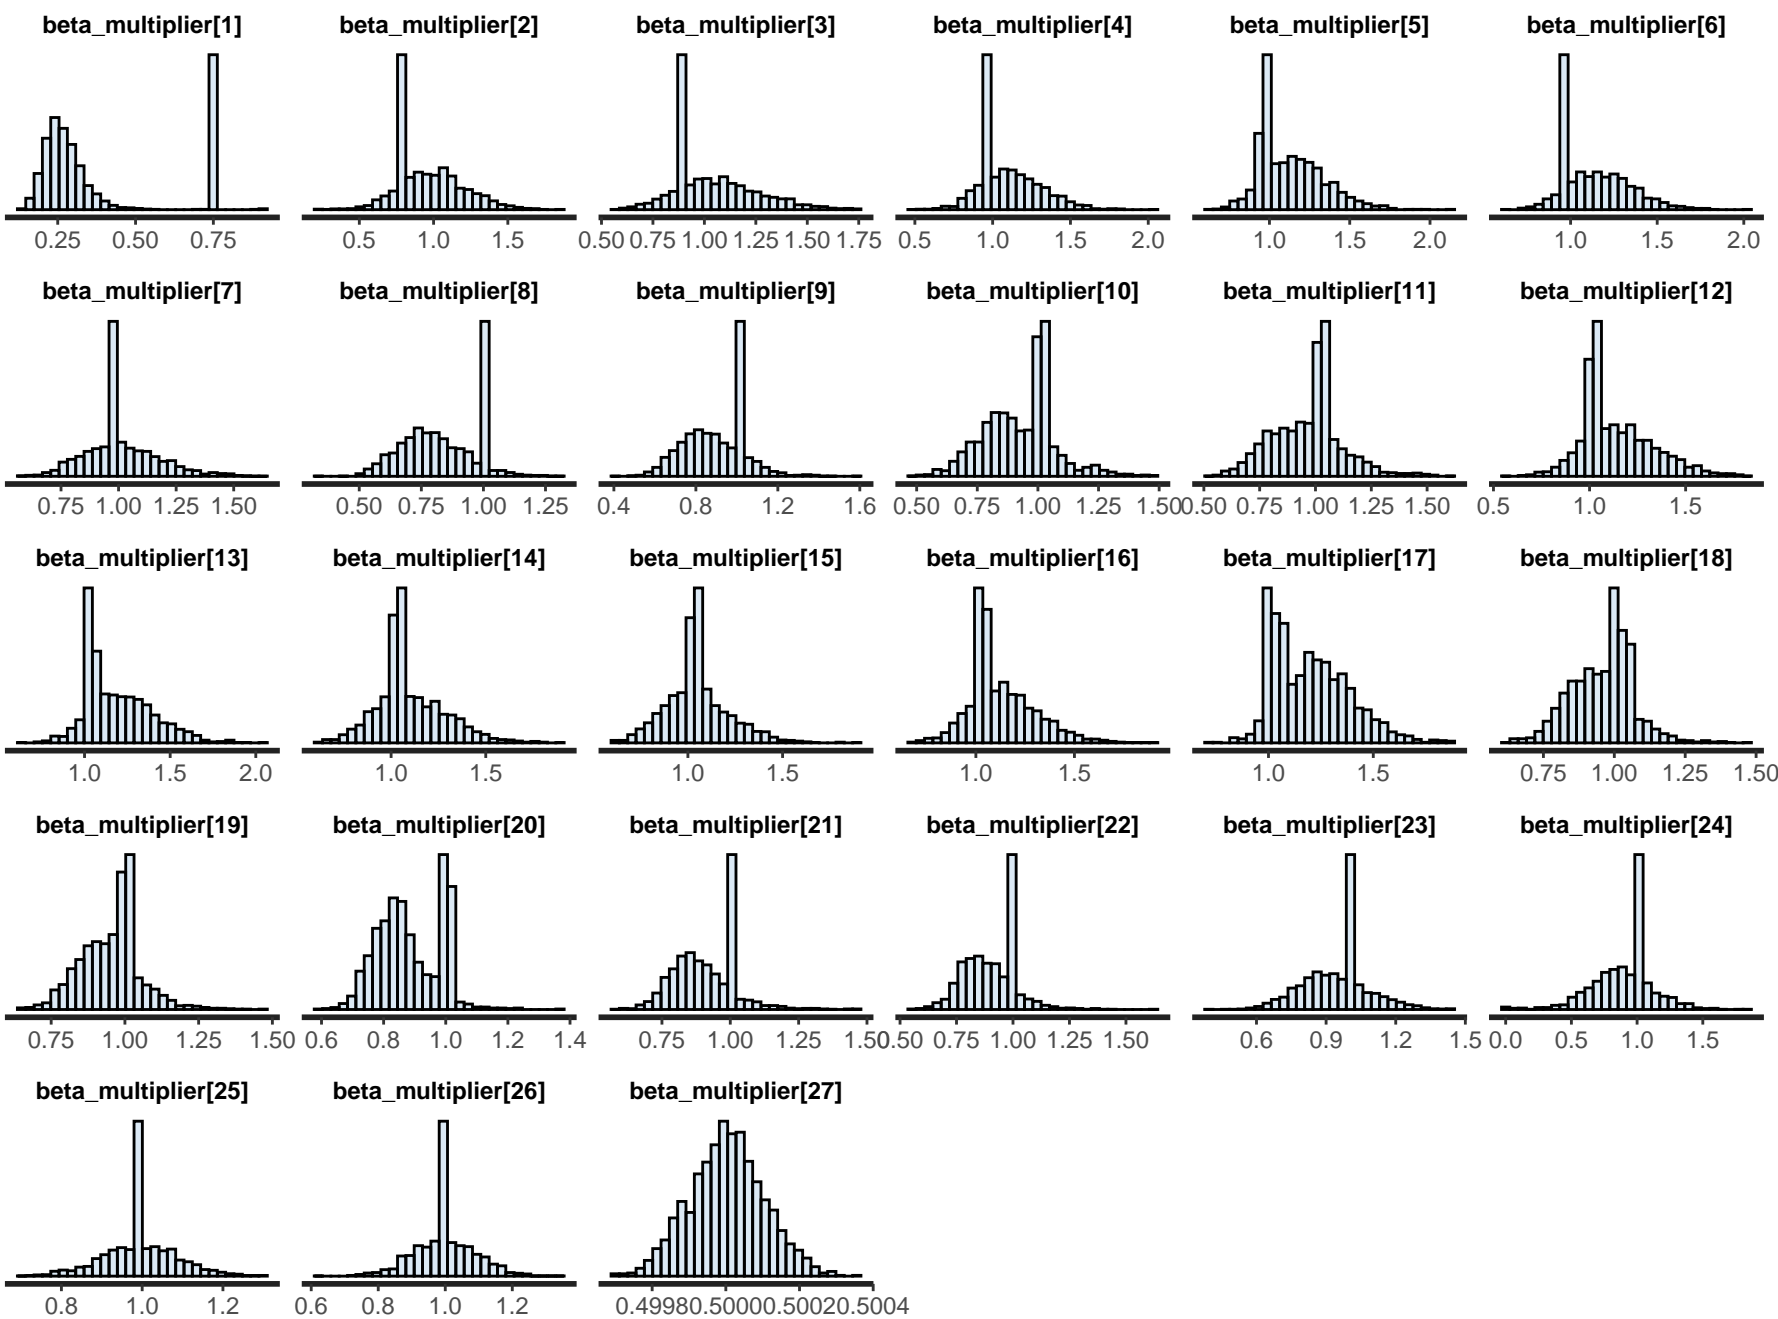 beta_multiplier[1] beta_multiplier[2] beta_multiplier[3] beta_multiplier[4] beta_multiplier[5] beta_multiplier[6]
0.25 0.50 0.75 0.5 1.0 1.5 0.50 0.75 1.00 1.25 1.50 1.75 0.5 1.0 1.5 2.0 1.0 1.5 2.0 1.0 1.5 2.0
beta_multiplier[7] beta_multiplier[8] beta_multiplier[9] beta_multiplier[10] beta_multiplier[11] beta_multiplier[12]
0.75 1.00 1.25 1.50 0.50 0.75 1.00 1.25 0.4 0.8 1.2 1.6 0.50 0.75 1.00 1.25 1.50 0.50 0.75 1.00 1.25 1.50 0.5 1.0 1.5
beta_multiplier[13] beta_multiplier[14] beta_multiplier[15] beta_multiplier[16] beta_multiplier[17] beta_multiplier[18]
1.0 1.5 2.0 1.0 1.5 1.0 1.5 1.0 1.5 1.0 1.5 0.75 1.00 1.25 1.50
beta_multiplier[19] beta_multiplier[20] beta_multiplier[21] beta_multiplier[22] beta_multiplier[23] beta_multiplier[24]
0.75 1.00 1.25 1.50 0.6 0.8 1.0 1.2 1.4 0.75 1.00 1.25 1.50 0.50 0.75 1.00 1.25 1.50 0.6 0.9 1.2 1.5 0.0 0.5 1.0 1.5
beta_multiplier[25] beta_multiplier[26] beta_multiplier[27]
0.8 1.0 1.2 0.6 0.8 1.0 1.2 0.4998 0.5000 0.5002 0.5004